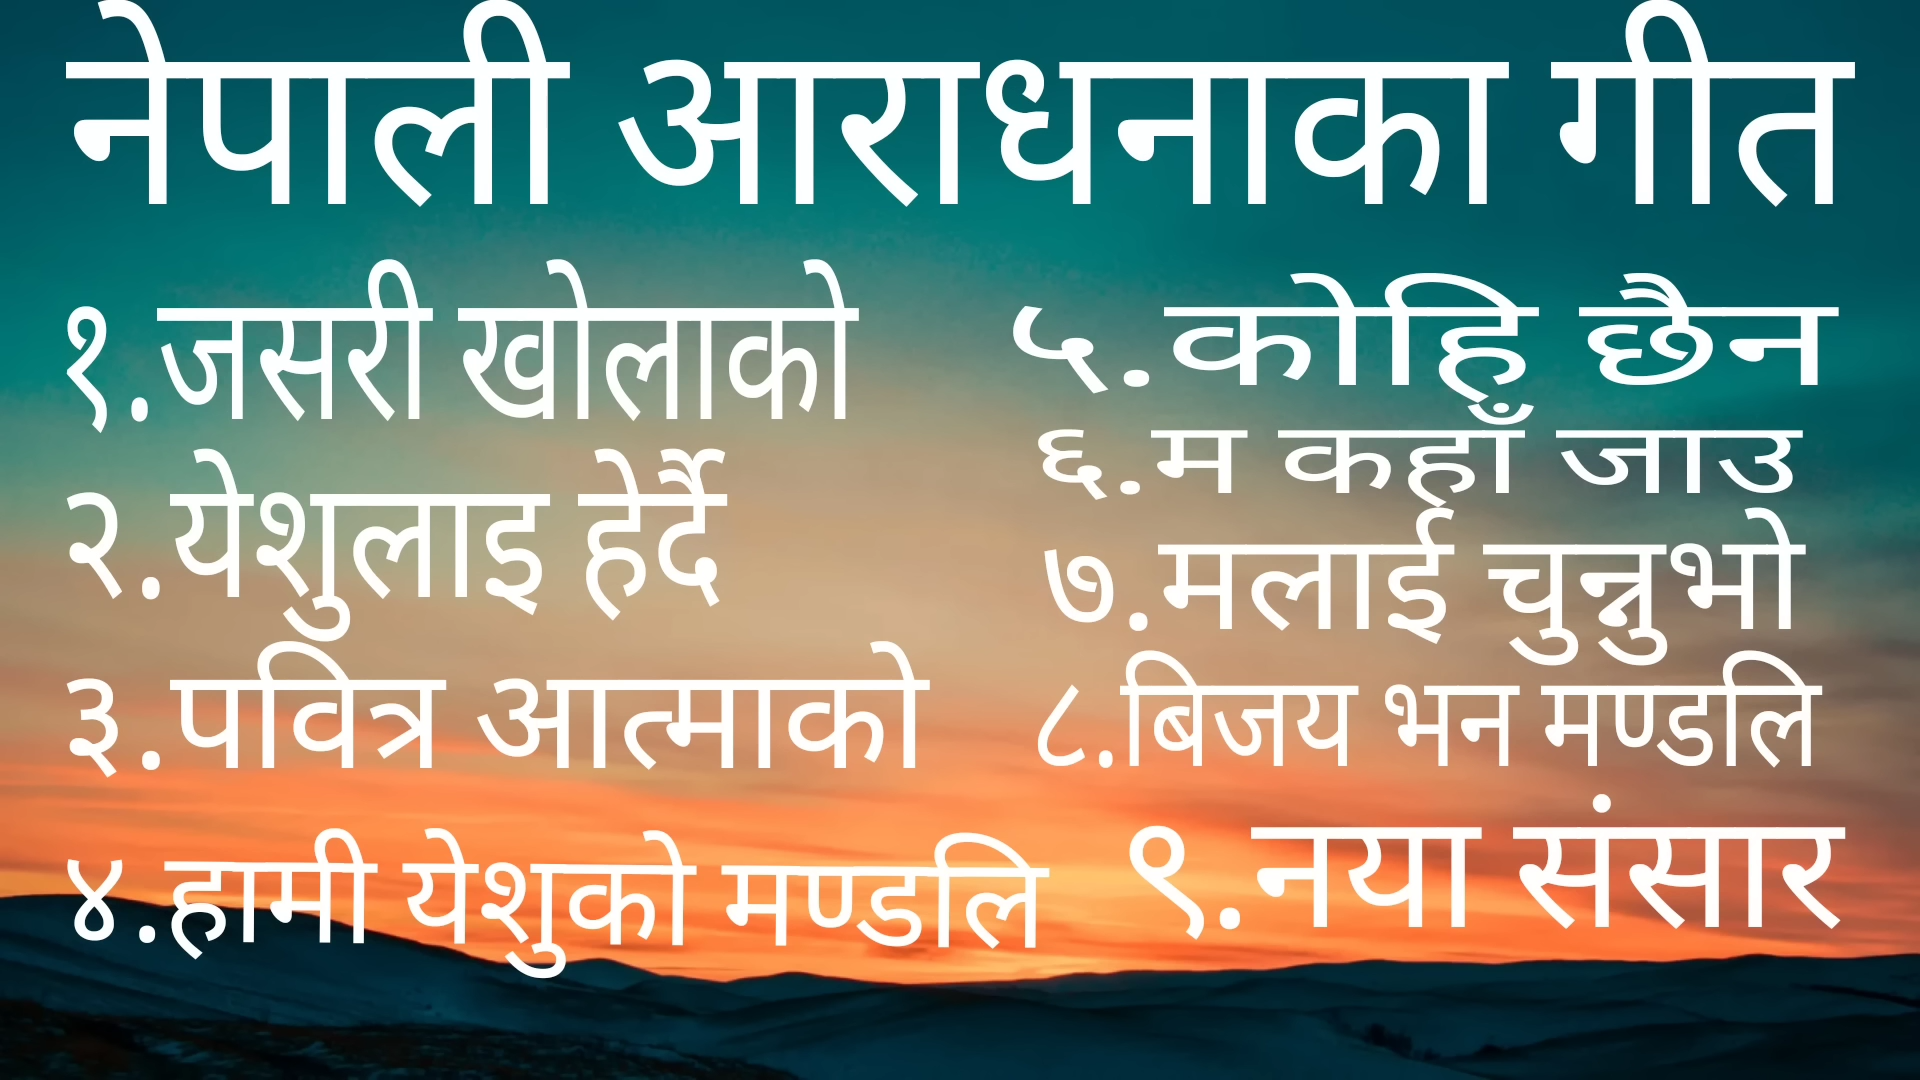 नेपाली आराधनाका गीत
१.जसरी खोलाको
२.येशुलाइ हेर्दै
३.पवित्र आत्माको
४.हामी येशुको मण्डलि
५.कोहि छैन
६.म कहाँ जाउ
७.मलाई चुन्नुभो
८.बिजय भन मण्डलि
९.नया संसार